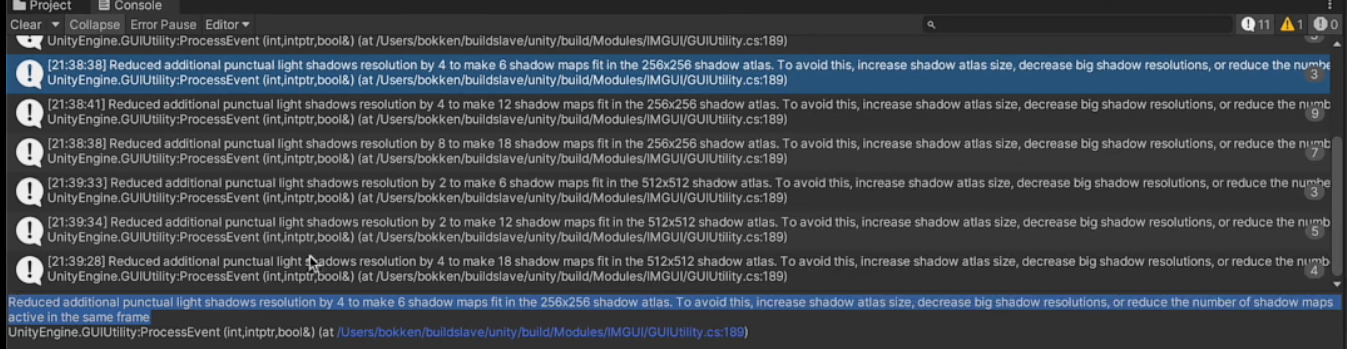 Project Console
Clear Collapse Error Pause Editor 11 1 0
UnityEngine.GUIUtility:ProcessEvent (int,intptr,bool&) (at /Users/bokken/buildslave/unity/build/Modules/IMGUI/GUIUtility.cs:189)
[21:38:38] Reduced additional punctual light shadows resolution by 4 to make 6 shadow maps fit in the 256x256 shadow atlas. To avoid this, increase shadow atlas size, decrease big shadow resolutions, or reduce the numbe
UnityEngine.GUIUtility:ProcessEvent (int,intptr,bool&) (at /Users/bokken/buildslave/unity/build/Modules/IMGUI/GUIUtility.cs:189) 3
[21:38:41] Reduced additional punctual light shadows resolution by 4 to make 12 shadow maps fit in the 256x256 shadow atlas. To avoid this, increase shadow atlas size, decrease big shadow resolutions, or reduce the numb
UnityEngine.GUIUtility:ProcessEvent (int,intptr,bool&) (at /Users/bokken/buildslave/unity/build/Modules/IMGUI/GUIUtility.cs:189) 9
[21:38:38] Reduced additional punctual light shadows resolution by 8 to make 18 shadow maps fit in the 256x256 shadow atlas. To avoid this, increase shadow atlas size, decrease big shadow resolutions, or reduce the numb
UnityEngine.GUIUtility:ProcessEvent (int,intptr,bool&) (at /Users/bokken/buildslave/unity/build/Modules/IMGUI/GUIUtility.cs:189) 7
[21:39:33] Reduced additional punctual light shadows resolution by 2 to make 6 shadow maps fit in the 512x512 shadow atlas. To avoid this, increase shadow atlas size, decrease big shadow resolutions, or reduce the numbe
UnityEngine.GUIUtility:ProcessEvent (int,intptr,bool&) (at /Users/bokken/buildslave/unity/build/Modules/IMGUI/GUIUtility.cs:189) 3
[21:39:34] Reduced additional punctual light shadows resolution by 2 to make 12 shadow maps fit in the 512x512 shadow atlas. To avoid this, increase shadow atlas size, decrease big shadow resolutions, or reduce the numb
UnityEngine.GUIUtility:ProcessEvent (int,intptr,bool&) (at /Users/bokken/buildslave/unity/build/Modules/IMGUI/GUIUtility.cs:189) 5
[21:39:28] Reduced additional punctual light shadows resolution by 4 to make 18 shadow maps fit in the 512x512 shadow atlas. To avoid this, increase shadow atlas size, decrease big shadow resolutions, or reduce the numb
UnityEngine.GUIUtility:ProcessEvent (int,intptr,bool&) (at /Users/bokken/buildslave/unity/build/Modules/IMGUI/GUIUtility.cs:189) 4
Reduced additional punctual light shadows resolution by 4 to make 6 shadow maps fit in the 256x256 shadow atlas. To avoid this, increase shadow atlas size, decrease big shadow resolutions, or reduce the number of shadow maps
active in the same frame
UnityEngine.GUIUtility:ProcessEvent (int,intptr,bool&) (at /Users/bokken/buildslave/unity/build/Modules/IMGUI/GUIUtility.cs:189)